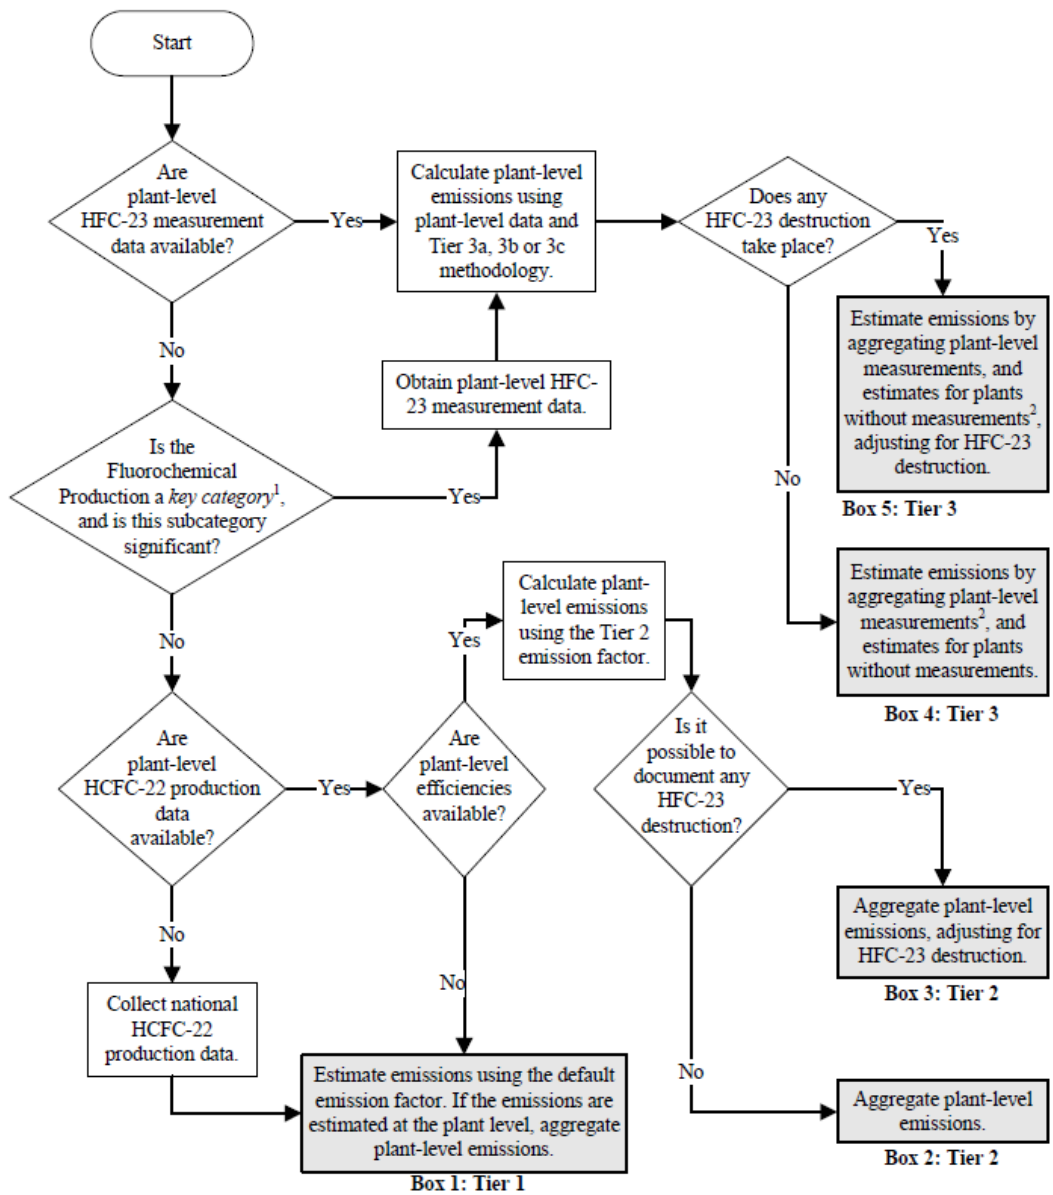 Start
Are
plant-level
HFC-23 measurement
data available?
Yes
Calculate plant-level
emissions using
plant-level data and
Tier 3a, 3b or 3c
methodology.
Does any
HFC-23 destruction
take place?
Yes
Estimate emissions by
aggregating plant-level
measurements, and
estimates for plants
without measurements², 
adjusting for HFC-23
destruction.
Box 5: Tier 3
No
Obtain plant-level HFC-
23 measurement data.
Is the
Fluorochemical
Production a key category¹,
and is this subcategory
significant?
Yes
No
Estimate emissions by
aggregating plant-level
measurements², and
estimates for plants
without measurements.
Box 4: Tier 3
No
Calculate plant-
level emissions
using the Tier 2
emission factor.
Yes
Are
plant-level
HCFC-22 production
data
available?
Yes
Are
plant-level
efficiencies
available?
Is it
possible to
document any
HFC-23
destruction?
Yes
Aggregate plant-level
emissions, adjusting for
HFC-23 destruction.
Box 3: Tier 2
No
Collect national
HCFC-22
production data.
No
Estimate emissions using the default
emission factor. If the emissions are
estimated at the plant level, aggregate
plant-level emissions.
Box 1: Tier 1
No
Aggregate plant-level
emissions.
Box 2: Tier 2